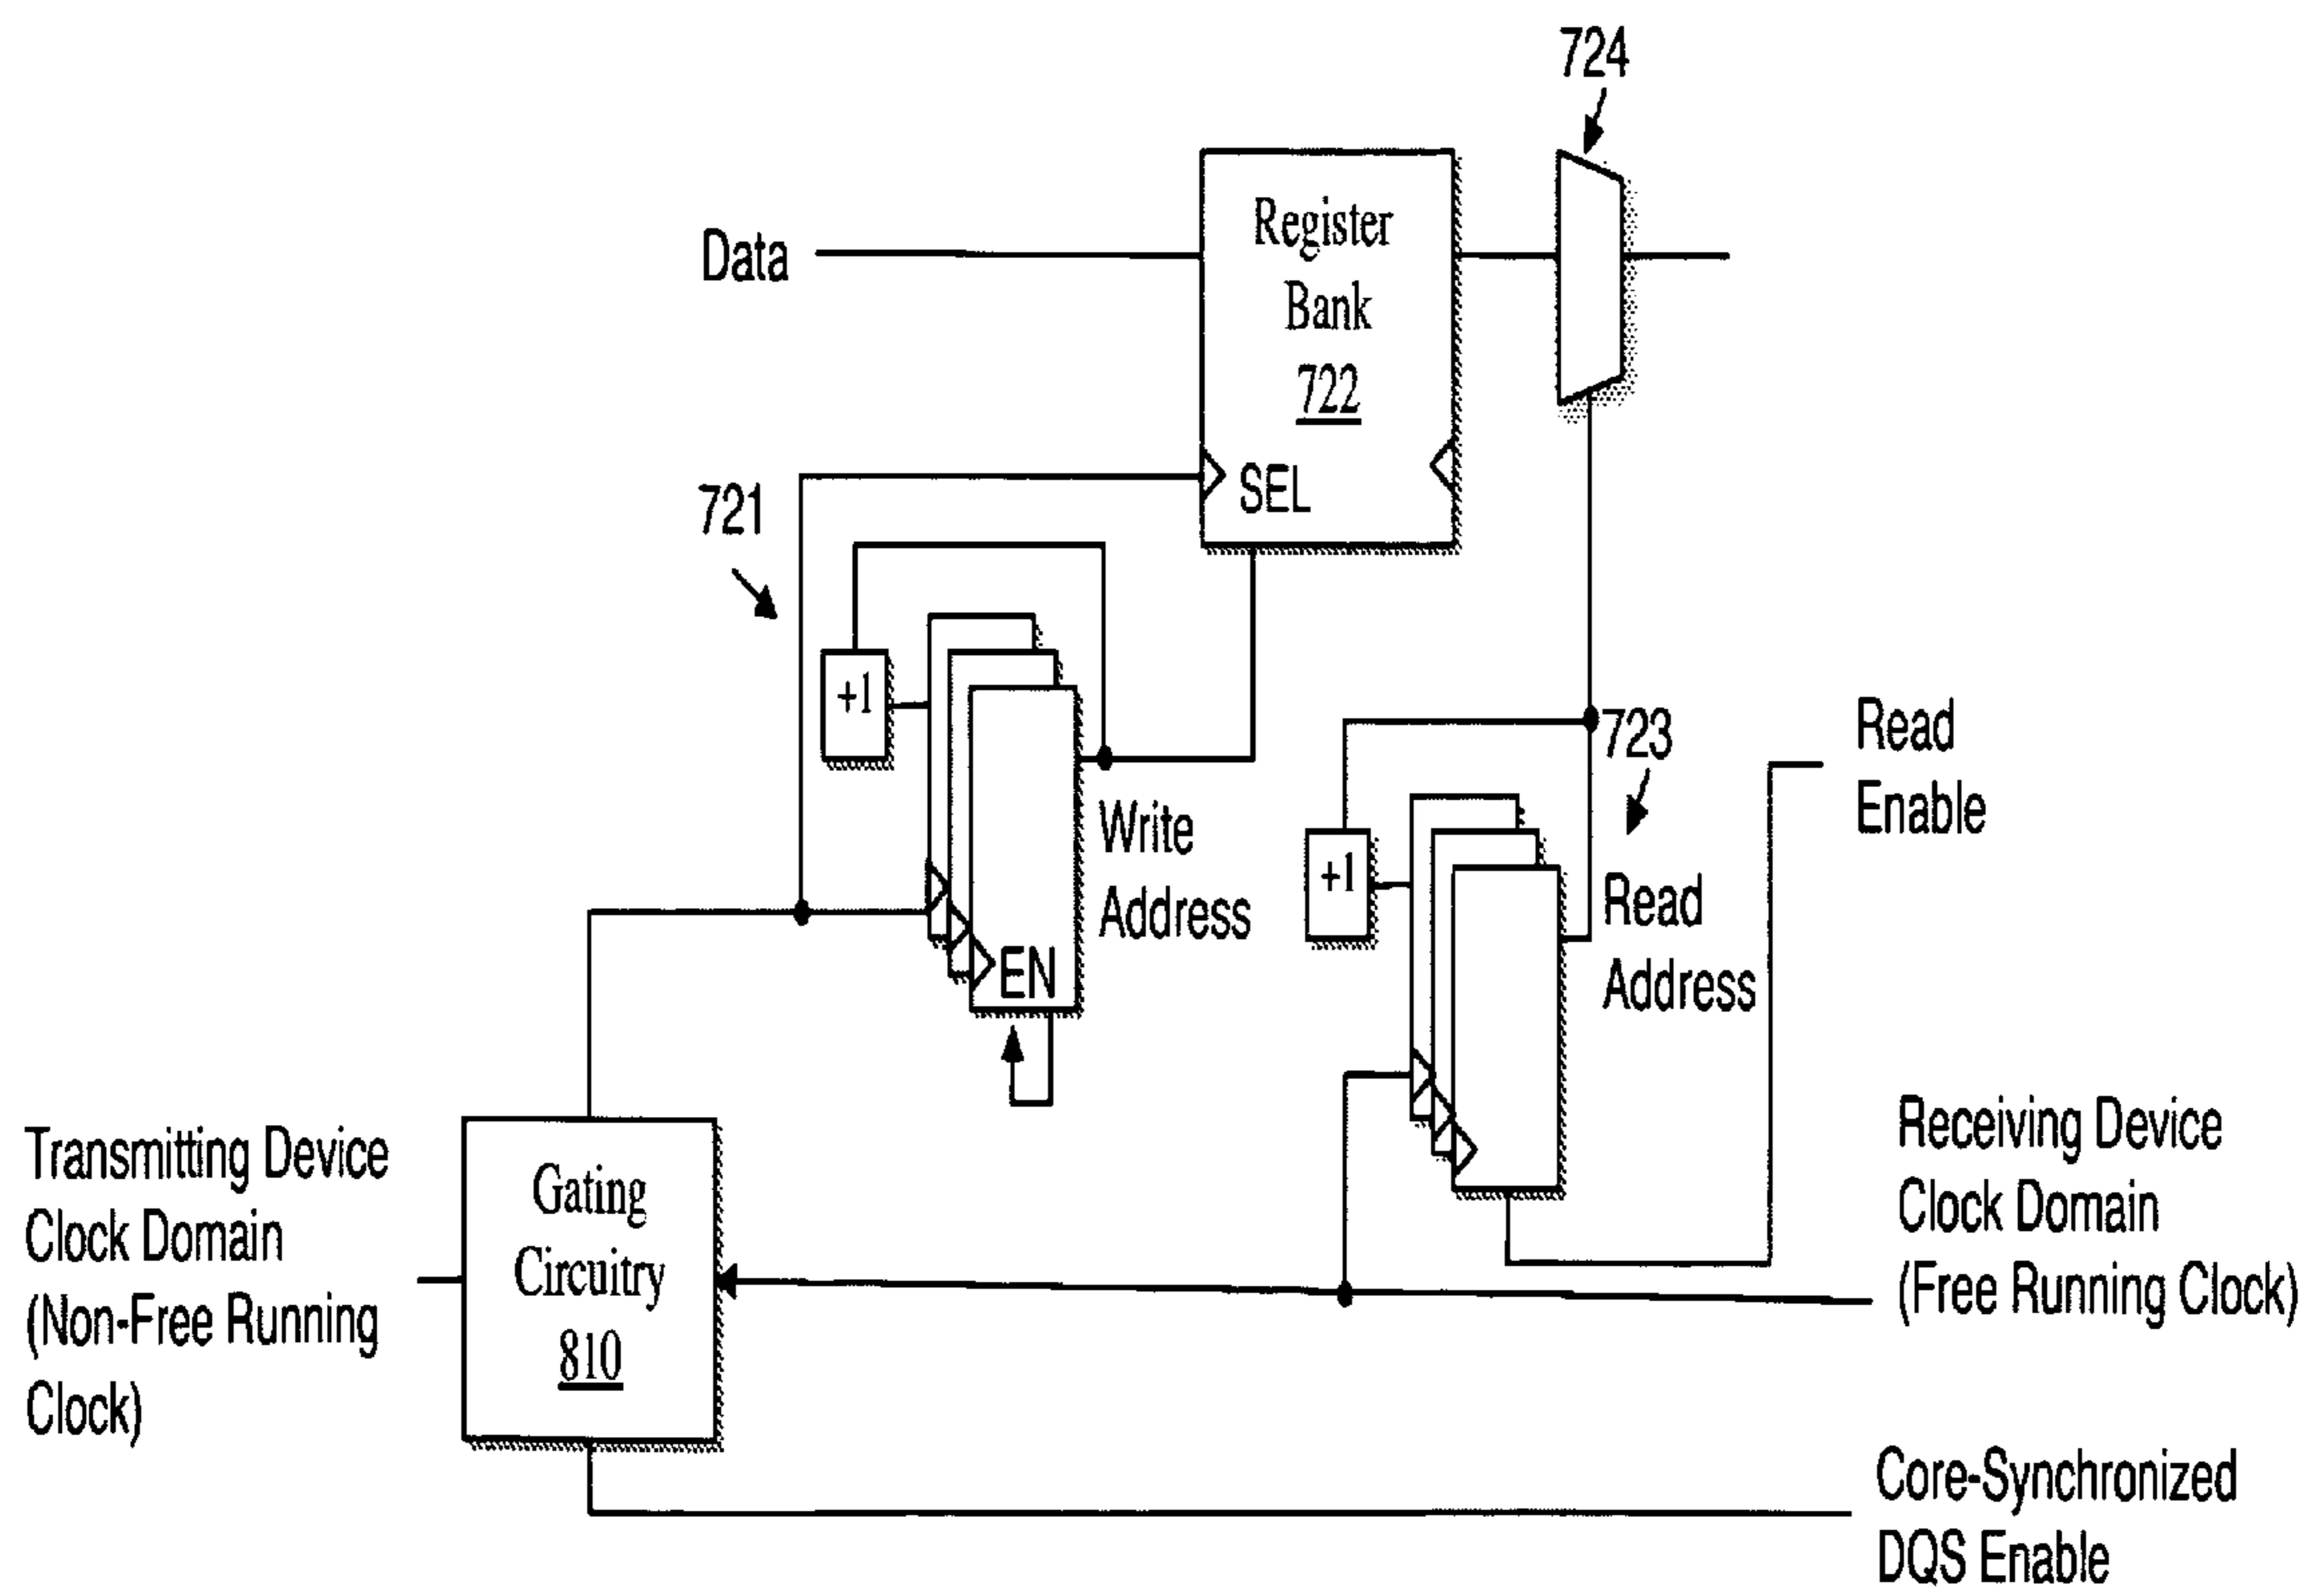 724
Data
Register
Bank
722
SEL
721
+1
Write
Address
EN
723
+1
Read
Address
Read
Enable
Transmitting Device
Clock Domain
(Non-Free Running
Clock)
Gating
Circuitry
810
Receiving Device
Clock Domain
(Free Running Clock)
Core-Synchronized
DQS Enable